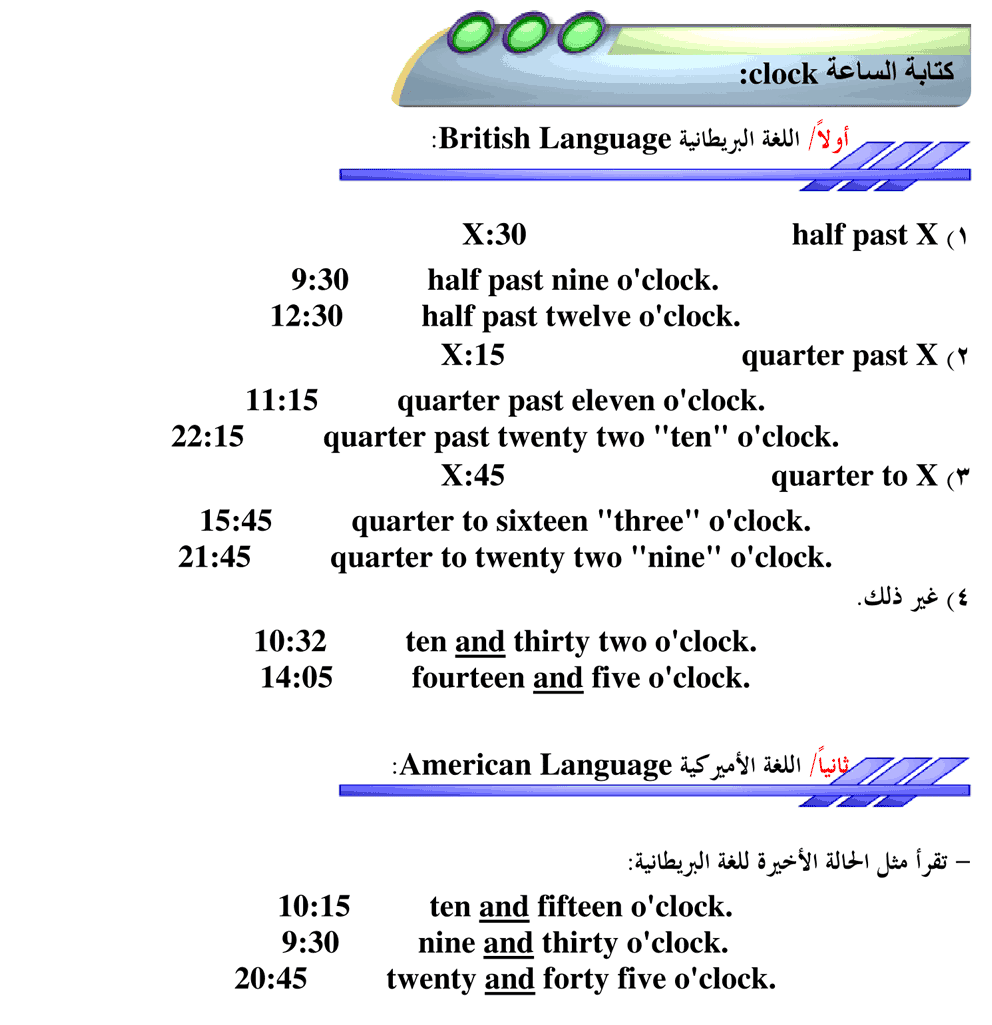 كتابة الساعة clock:
أولاً/ اللغة البريطانية British Language:
١) half past X X:30
9:30 half past nine o'clock.
12:30 half past twelve o'clock.
٢) quarter past X X:15
11:15 quarter past eleven o'clock.
22:15 quarter past twenty two "ten" o'clock.
٣) quarter to X X:45
15:45 quarter to sixteen "three" o'clock.
21:45 quarter to twenty two "nine" o'clock.
٤) غير ذلك.
10:32 ten and thirty two o'clock.
14:05 fourteen and five o'clock.
ثانياً/ اللغة الأميركية American Language:
– تقرأ مثل الحالة الأخيرة للغة البريطانية:
10:15 ten and fifteen o'clock.
9:30 nine and thirty o'clock.
20:45 twenty and forty five o'clock.